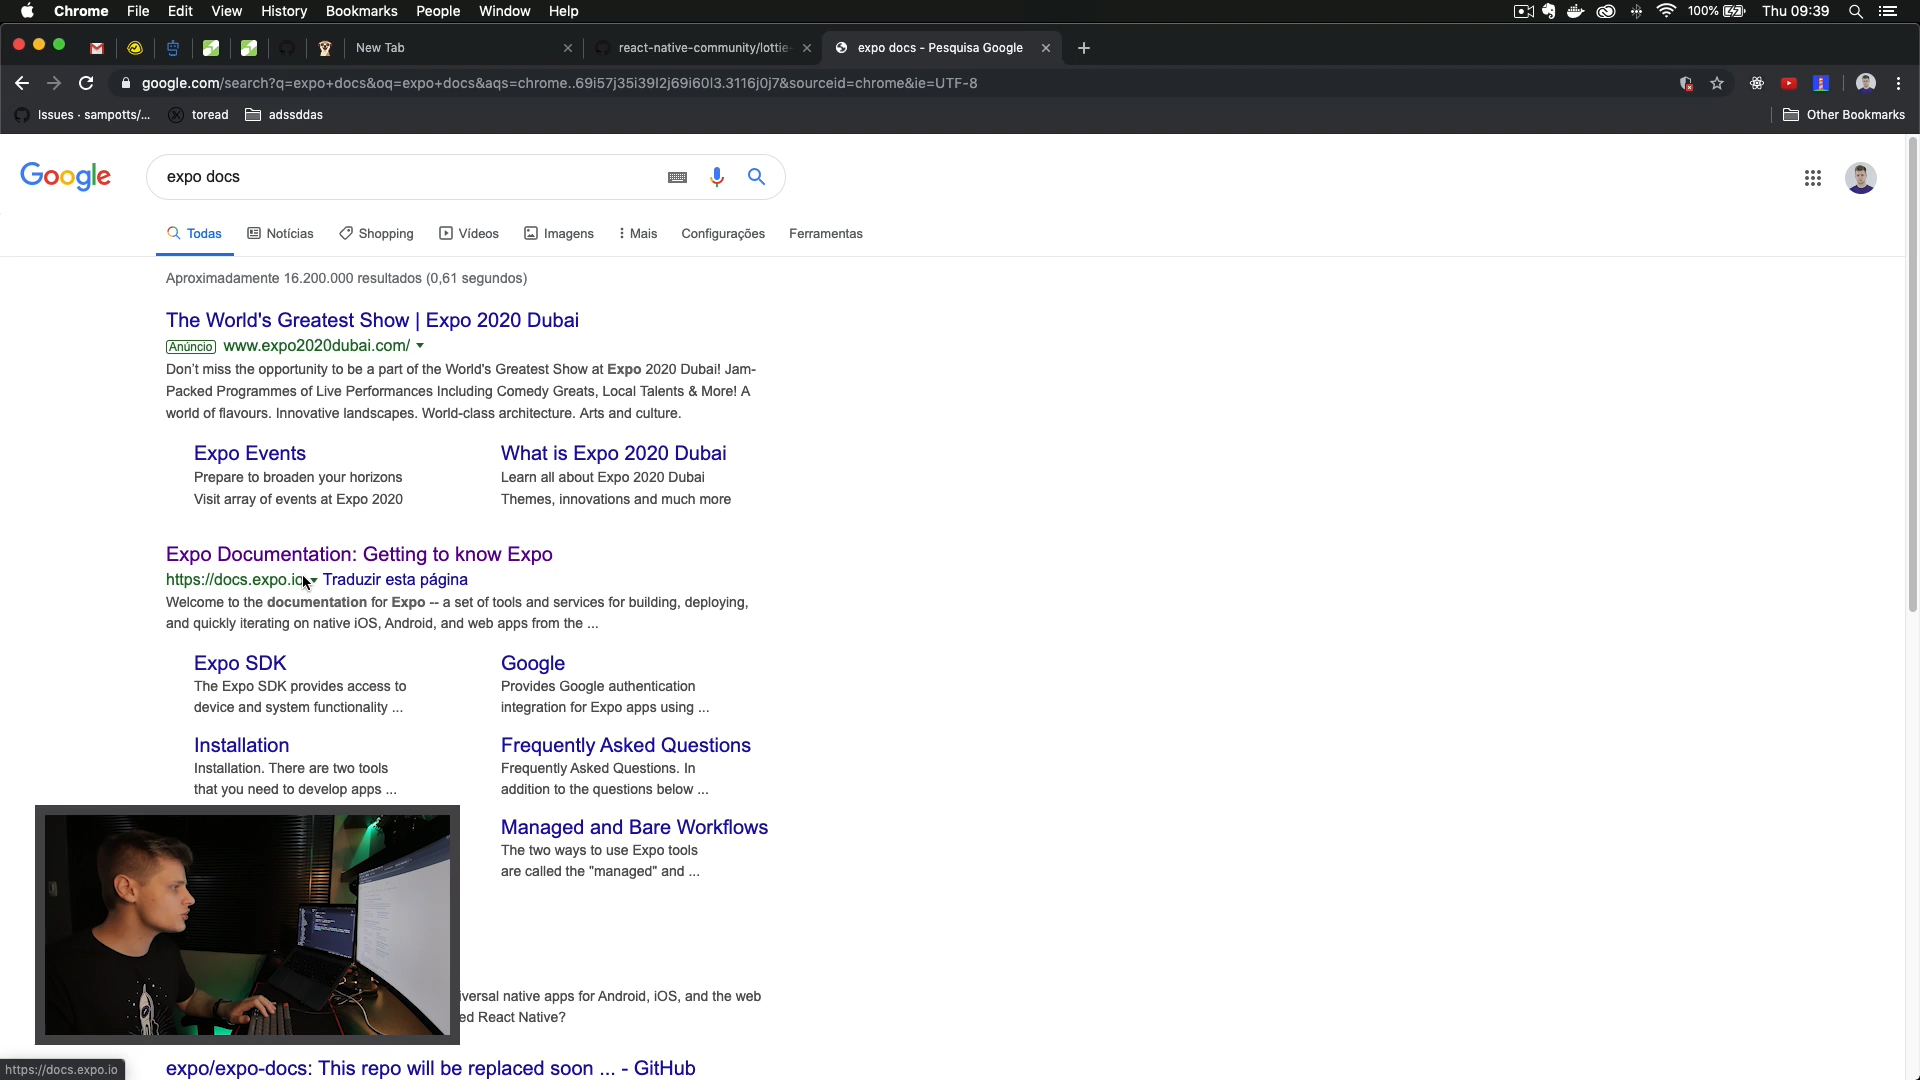 Chrome File Edit View History Bookmarks People Window Help 100% Thu 09:39
New Tab react-native-community/lottie- expo docs - Pesquisa Google
google.com/search?q=expo+docs&oq=expo+docs&aqs=chrome..69i57j35i39l2j69i60l3.3116j0j7&sourceid=chrome&ie=UTF-8
Issues · sampotts/... toread adssddas Other Bookmarks
Google expo docs
Todas Notícias Shopping Vídeos Imagens Mais Configurações Ferramentas
Aproximadamente 16.200.000 resultados (0,61 segundos)
The World's Greatest Show | Expo 2020 Dubai
Anúncio www.expo2020dubai.com/
Don't miss the opportunity to be a part of the World's Greatest Show at Expo 2020 Dubai! Jam-
Packed Programmes of Live Performances Including Comedy Greats, Local Talents & More! A
world of flavours. Innovative landscapes. World-class architecture. Arts and culture.
Expo Events
Prepare to broaden your horizons
Visit array of events at Expo 2020
What is Expo 2020 Dubai
Learn all about Expo 2020 Dubai
Themes, innovations and much more
Expo Documentation: Getting to know Expo
https://docs.expo.io Traduzir esta página
Welcome to the documentation for Expo -- a set of tools and services for building, deploying,
and quickly iterating on native iOS, Android, and web apps from the ...
Expo SDK
The Expo SDK provides access to
device and system functionality ...
Google
Provides Google authentication
integration for Expo apps using ...
Installation
Installation. There are two tools
that you need to develop apps ...
Frequently Asked Questions
Frequently Asked Questions. In
addition to the questions below ...
Managed and Bare Workflows
The two ways to use Expo tools
are called the "managed" and ...
iversal native apps for Android, iOS, and the web
ed React Native?
expo/expo-docs: This repo will be replaced soon ... - GitHub
https://docs.expo.io